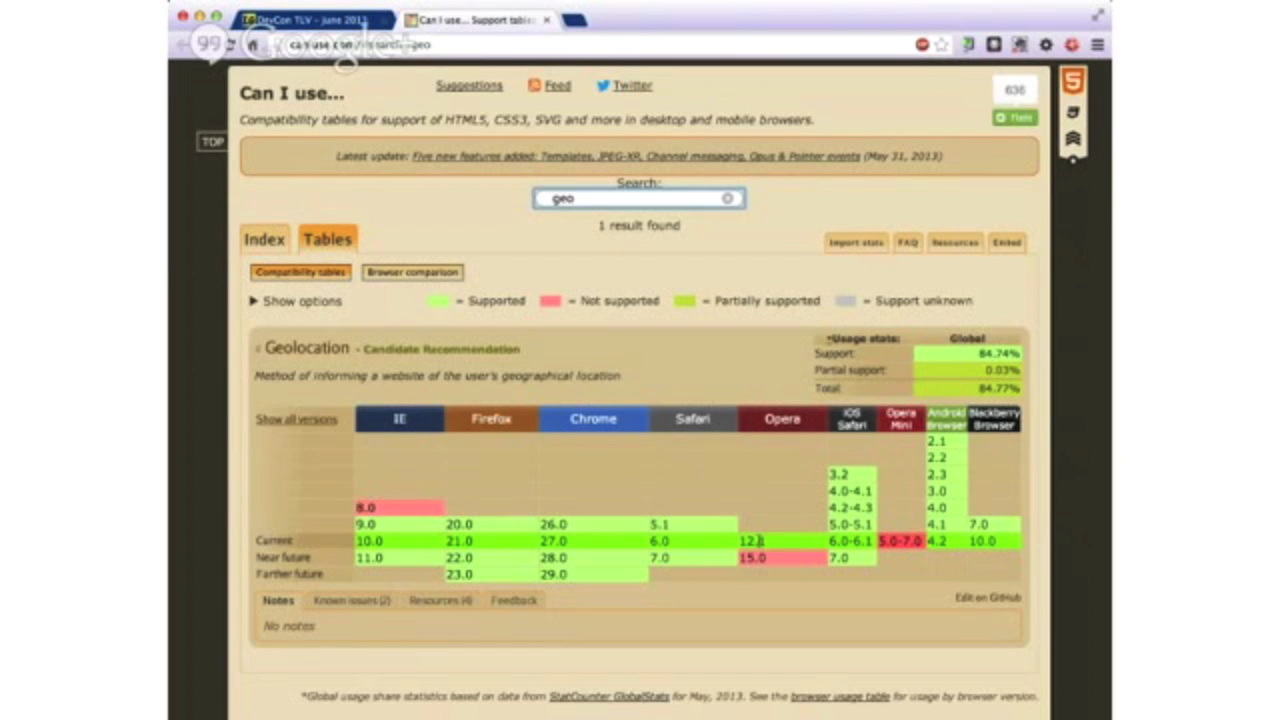 DevCon TLV - June 2013
Can I use... Support tables
Google+
Can I use...
Suggestions Feed Twitter
636
Compatibility tables for support of HTML5, CSS3, SVG and more in desktop and mobile browsers.
TOP
Latest update: Five new features added: Templates, JPEG-XR, Channel messaging, Opus & Pointer events (May 31, 2013)
Search:
geo
1 result found
Index Tables
Import stats FAQ Resources Embed
Compatibility tables Browser comparison
Show options = Supported = Not supported = Partially supported = Support unknown
Geolocation - Candidate Recommendation
*Usage stats: Global
Support: 84.74%
Partial support: 0.03%
Total: 84.77%
Method of informing a website of the user's geographical location
Show all versions IE Firefox Chrome Safari Opera iOS Safari Opera Mini Android Browser Blackberry Browser
2.1
2.2
3.2 2.3
4.0-4.1 3.0
8.0 4.2-4.3 4.0
9.0 20.0 26.0 5.1 5.0-5.1 4.1 7.0
Current 10.0 21.0 27.0 6.0 6.0-6.1 5.0-7.0 4.2 10.0
Near future 11.0 22.0 28.0 7.0 15.0 7.0
Farther future 23.0 29.0
Notes Known issues (2) Resources (4) Feedback
Edit on GitHub
No notes
*Global usage share statistics based on data from StatCounter GlobalStats for May, 2013. See the browser usage table for usage by browser version.